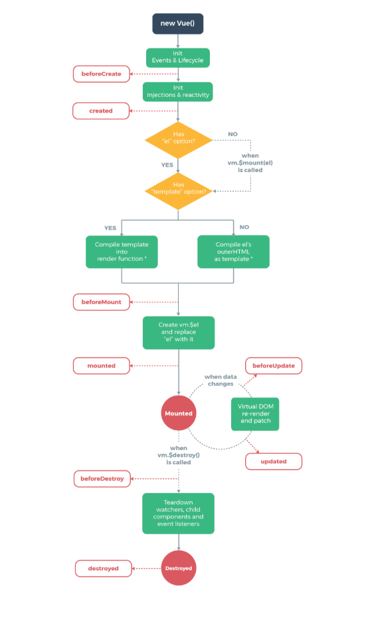 new Vue()
Init
Events & Lifecycle
beforeCreate
Init
injections & reactivity
created
Has
"el" option?
NO
when
vm.$mount(el)
is called
YES
Has
"template" option?
YES
NO
Compile template
into
render function *
Compile el's
outerHTML
as template *
beforeMount
Create vm.$el
and replace
"el" with it
mounted
when data
changes
beforeUpdate
Mounted
Virtual DOM
re-render
and patch
updated
when
vm.$destroy()
is called
beforeDestroy
Teardown
watchers, child
components and
event listeners
destroyed
Destroyed